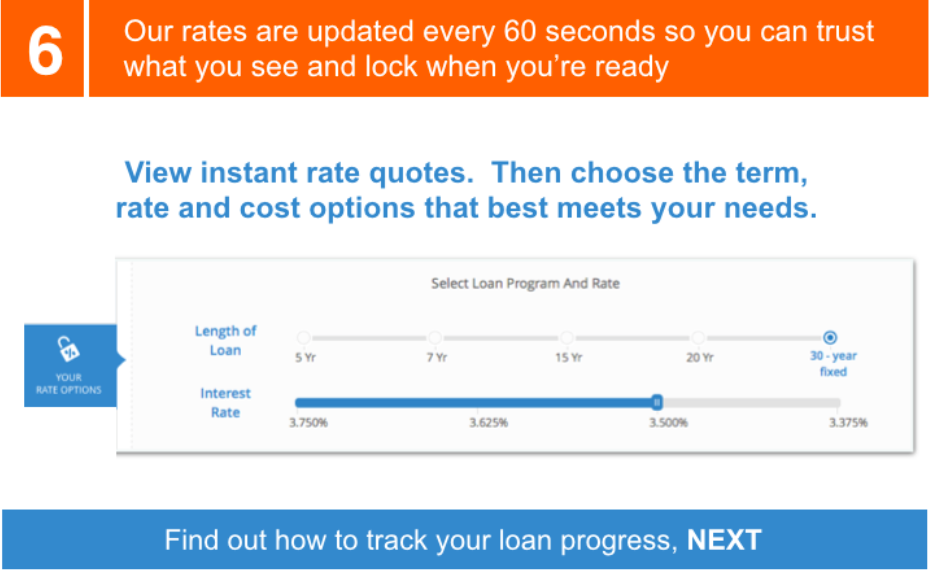 6
Our rates are updated every 60 seconds so you can trust
what you see and lock when you're ready
View instant rate quotes.  Then choose the term,
rate and cost options that best meets your needs.
Select Loan Program And Rate
Length of
Loan
5 Yr
7 Yr
15 Yr
20 Yr
30 - year
fixed
%
YOUR
RATE OPTIONS
Interest
Rate
3.750%
3.625%
3.500%
3.375%
Find out how to track your loan progress, NEXT